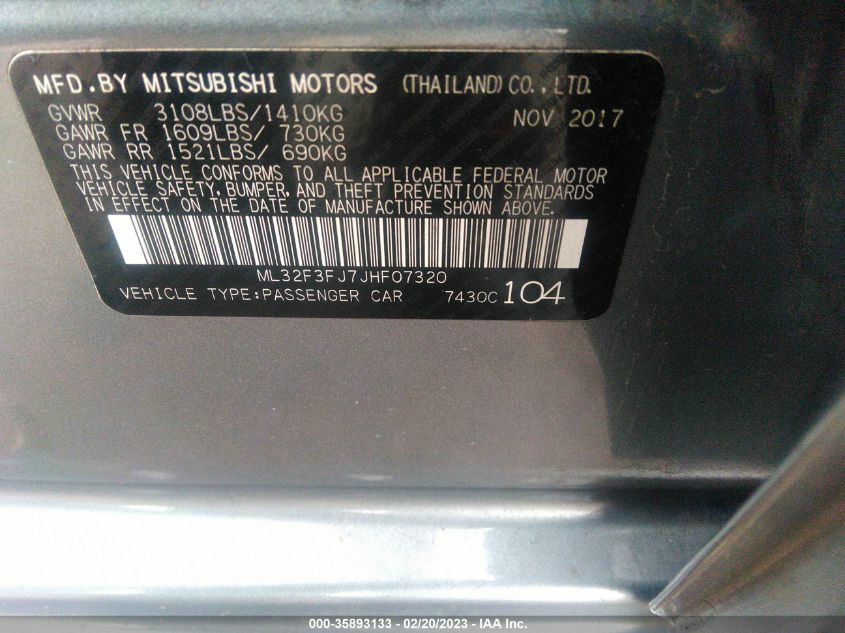 MFD.BY MITSUBISHI MOTORS (THAILAND)CO.,LTD.
GVWR 3108LBS/1410KG NOV 2017
GAWR FR 1609LBS/ 730KG
GAWR RR 1521LBS/ 690KG
THIS VEHICLE CONFORMS TO ALL APPLICABLE FEDERAL MOTOR
VEHICLE SAFETY, BUMPER, AND THEFT PREVENTION STANDARDS
IN EFFECT ON THE DATE OF MANUFACTURE SHOWN ABOVE.
ML32F3FJ7JHF07320
VEHICLE TYPE:PASSENGER CAR 7430C 104
000-35893133 - 02/20/2023 - IAA Inc.